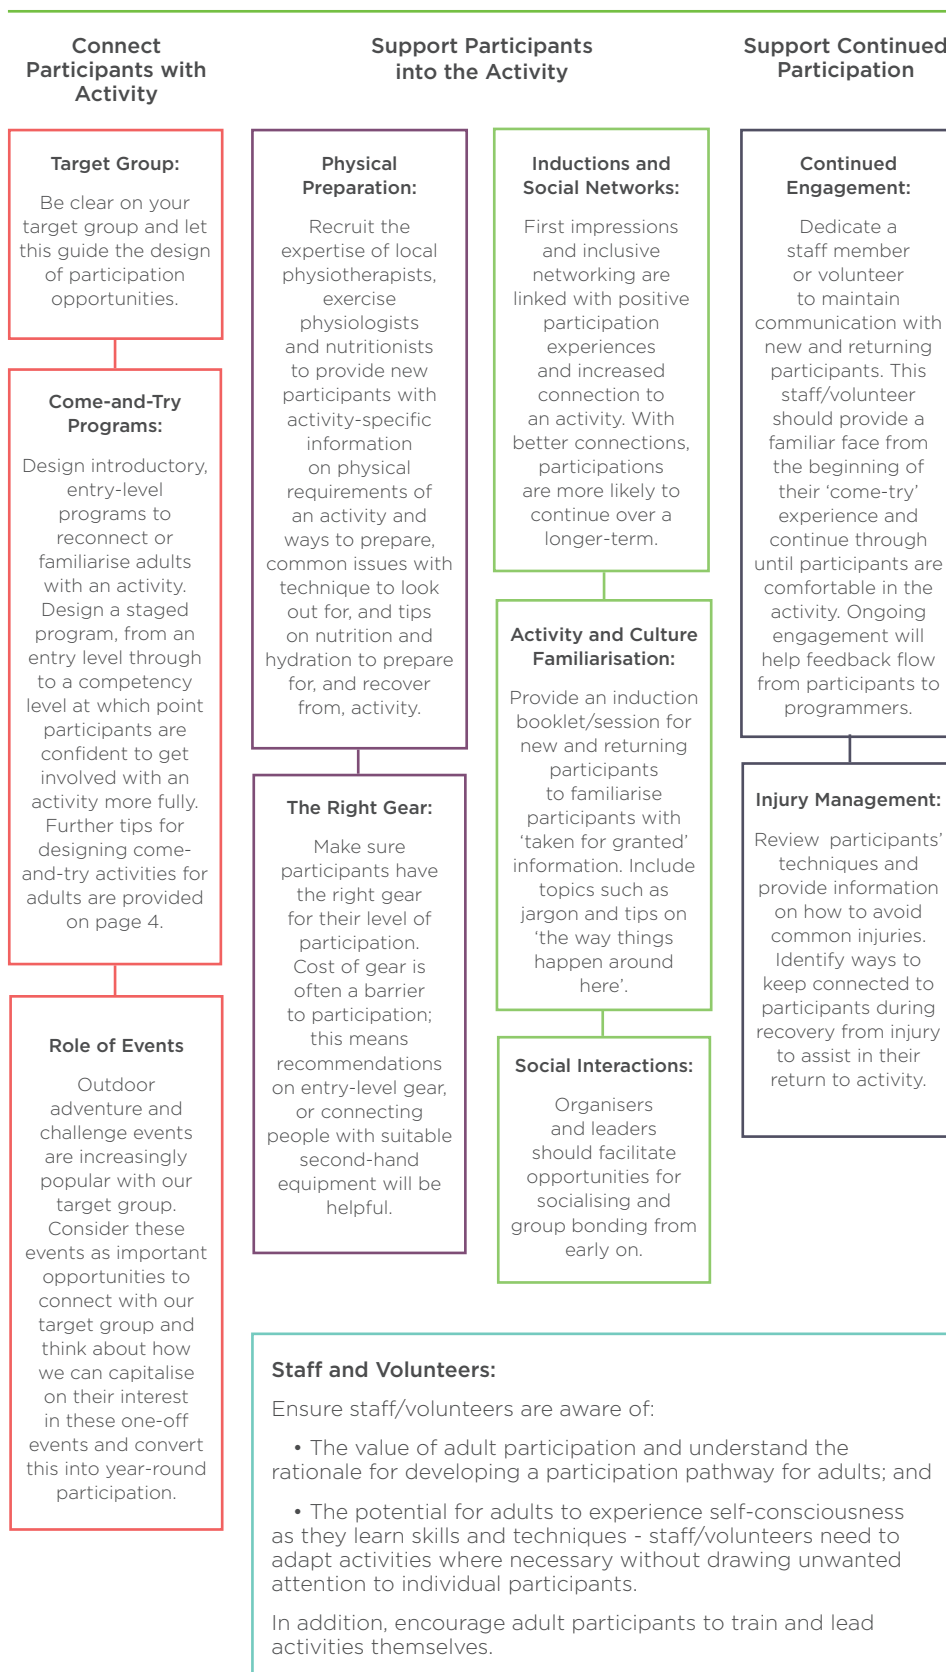 Connect
Participants with
Activity
Target Group:
Be clear on your
target group and let
this guide the design
of participation
opportunities.
Come-and-Try
Programs:
Design introductory,
entry-level
programs to
reconnect or
familiarise adults
with an activity.
Design a staged
program, from an
entry level through
to a competency
level at which point
participants are
confident to get
involved with an
activity more fully.
Further tips for
designing come-
and-try activities for
adults are provided
on page 4.
Role of Events
Outdoor
adventure and
challenge events
are increasingly
popular with our
target group.
Consider these
events as important
opportunities to
connect with our
target group and
think about how
we can capitalise
on their interest
in these one-off
events and convert
this into year-round
participation.
Support Participants
into the Activity
Physical
Preparation:
Recruit the
expertise of local
physiotherapists,
exercise
physiologists
and nutritionists
to provide new
participants with
activity-specific
information
on physical
requirements of
an activity and
ways to prepare,
common issues with
technique to look
out for, and tips
on nutrition and
hydration to prepare
for, and recover
from, activity.
The Right Gear:
Make sure
participants have
the right gear
for their level of
participation.
Cost of gear is
often a barrier
to participation;
this means
recommendations
on entry-level gear,
or connecting
people with suitable
second-hand
equipment will be
helpful.
Inductions and
Social Networks:
First impressions
and inclusive
networking are
linked with positive
participation
experiences
and increased
connection to
an activity. With
better connections,
participations
are more likely to
continue over a
longer-term.
Activity and Culture
Familiarisation:
Provide an induction
booklet/session for
new and returning
participants
to familiarise
participants with
‘taken for granted’
information. Include
topics such as
jargon and tips on
‘the way things
happen around
here’.
Social Interactions:
Organisers
and leaders
should facilitate
opportunities for
socialising and
group bonding from
early on.
Support Continued
Participation
Continued
Engagement:
Dedicate a
staff member
or volunteer
to maintain
communication with
new and returning
participants. This
staff/volunteer
should provide a
familiar face from
the beginning of
their ‘come-try’
experience and
continue through
until participants are
comfortable in the
activity. Ongoing
engagement will
help feedback flow
from participants to
programmers.
Injury Management:
Review participants’
techniques and
provide information
on how to avoid
common injuries.
Identify ways to
keep connected to
participants during
recovery from injury
to assist in their
return to activity.
Staff and Volunteers:
Ensure staff/volunteers are aware of:
• The value of adult participation and understand the
rationale for developing a participation pathway for adults; and
• The potential for adults to experience self-consciousness
as they learn skills and techniques - staff/volunteers need to
adapt activities where necessary without drawing unwanted
attention to individual participants.
In addition, encourage adult participants to train and lead
activities themselves.